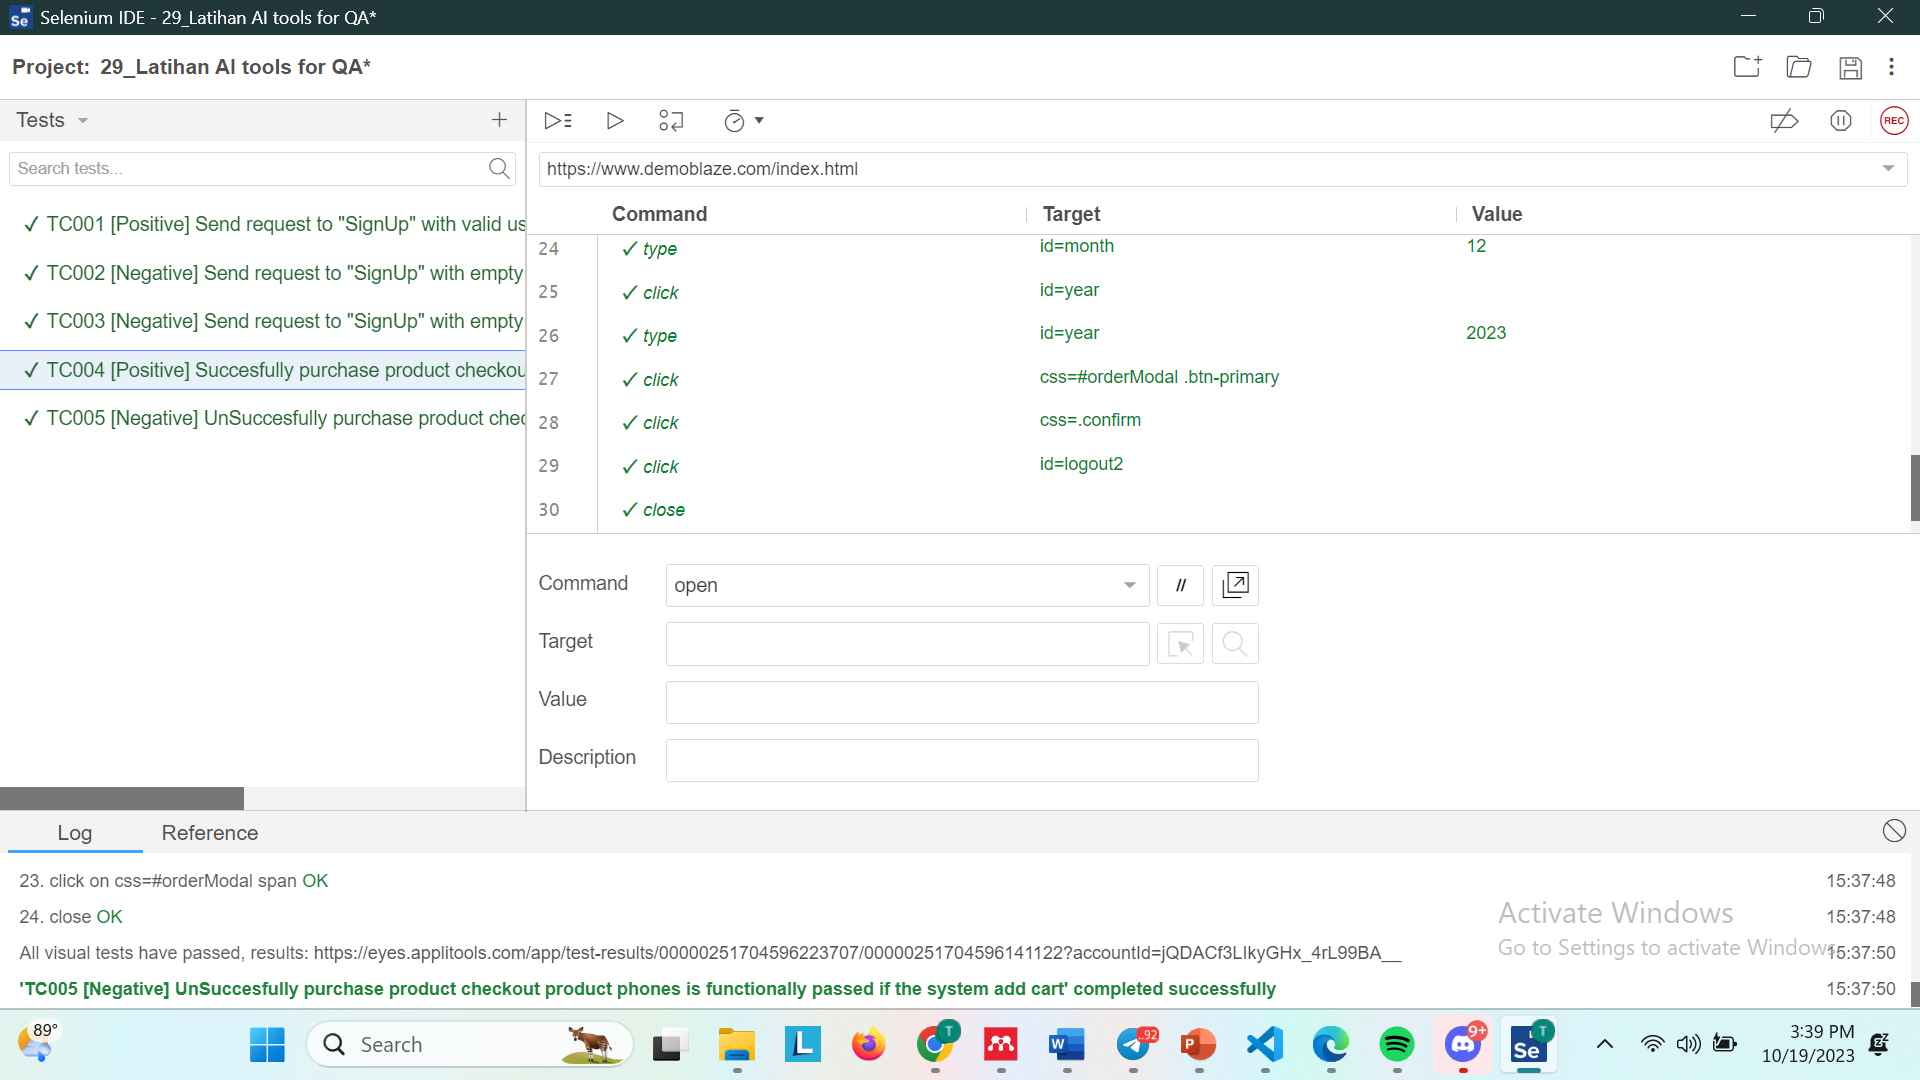 Selenium IDE - 29_Latihan AI tools for QA*
Project: 29_Latihan AI tools for QA*
Tests
Search tests...
✓ TC001 [Positive] Send request to "SignUp" with valid us
✓ TC002 [Negative] Send request to "SignUp" with empty
✓ TC003 [Negative] Send request to "SignUp" with empty
✓ TC004 [Positive] Succesfully purchase product checkou
✓ TC005 [Negative] UnSuccesfully purchase product chec
REC
https://www.demoblaze.com/index.html
Command Target Value
24 ✓ type id=month 12
25 ✓ click id=year
26 ✓ type id=year 2023
27 ✓ click css=#orderModal .btn-primary
28 ✓ click css=.confirm
29 ✓ click id=logout2
30 ✓ close
Command open //
Target
Value
Description
Log Reference
23. click on css=#orderModal span OK 15:37:48
24. close OK 15:37:48
All visual tests have passed, results: https://eyes.applitools.com/app/test-results/00000251704596223707/00000251704596141122?accountId=jQDACf3LIkyGHx_4rL99BA__ 15:37:50
'TC005 [Negative] UnSuccesfully purchase product checkout product phones is functionally passed if the system add cart' completed successfully 15:37:50
Activate Windows
Go to Settings to activate Windows.
89°
Search
T
92
9+
T
3:39 PM
10/19/2023